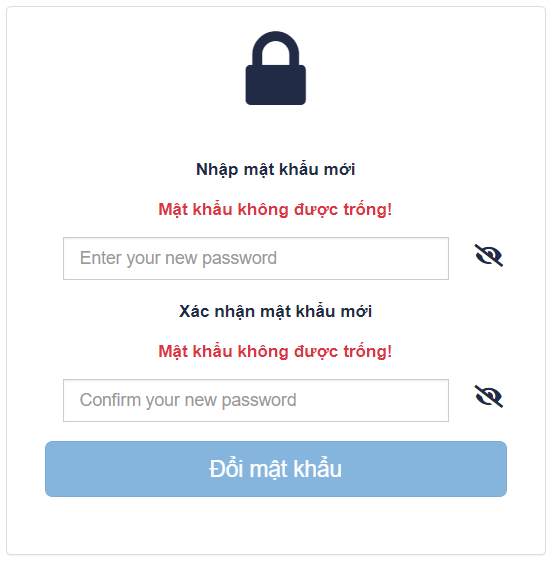 Nhập mật khẩu mới
Mật khẩu không được trống!
Enter your new password
Xác nhận mật khẩu mới
Mật khẩu không được trống!
Confirm your new password
Đổi mật khẩu